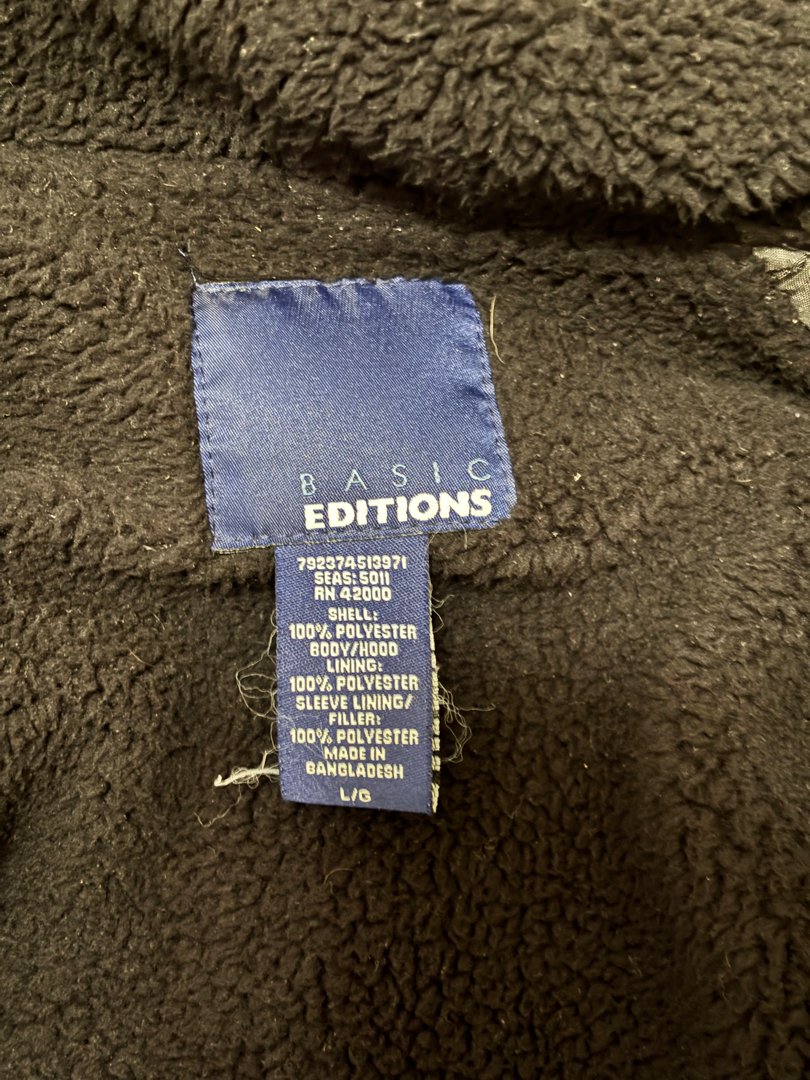 BASIC
EDITIONS
792374513971
SEAS: 5011
RN 42000
SHELL:
100% POLYESTER
BODY/HOOD
LINING:
100% POLYESTER
SLEEVE LINING/
FILLER:
100% POLYESTER
MADE IN
BANGLADESH
L/G